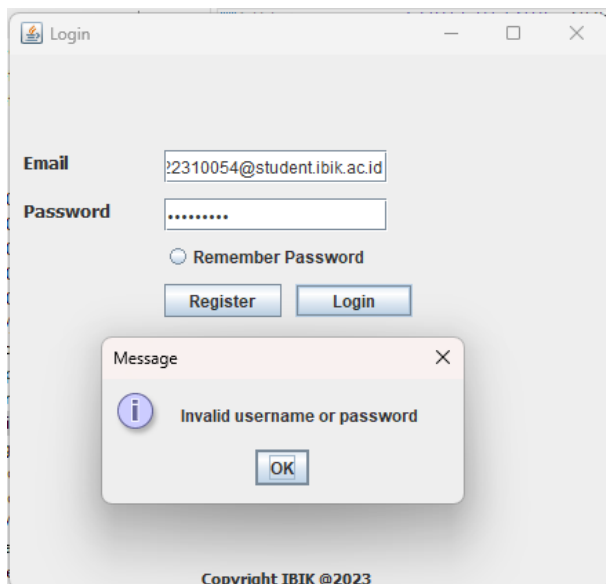 Login
Email
22310054@student.ibik.ac.id
Password
Remember Password
Register
Login
Message
Invalid username or password
OK
Copyright IBIK @2023